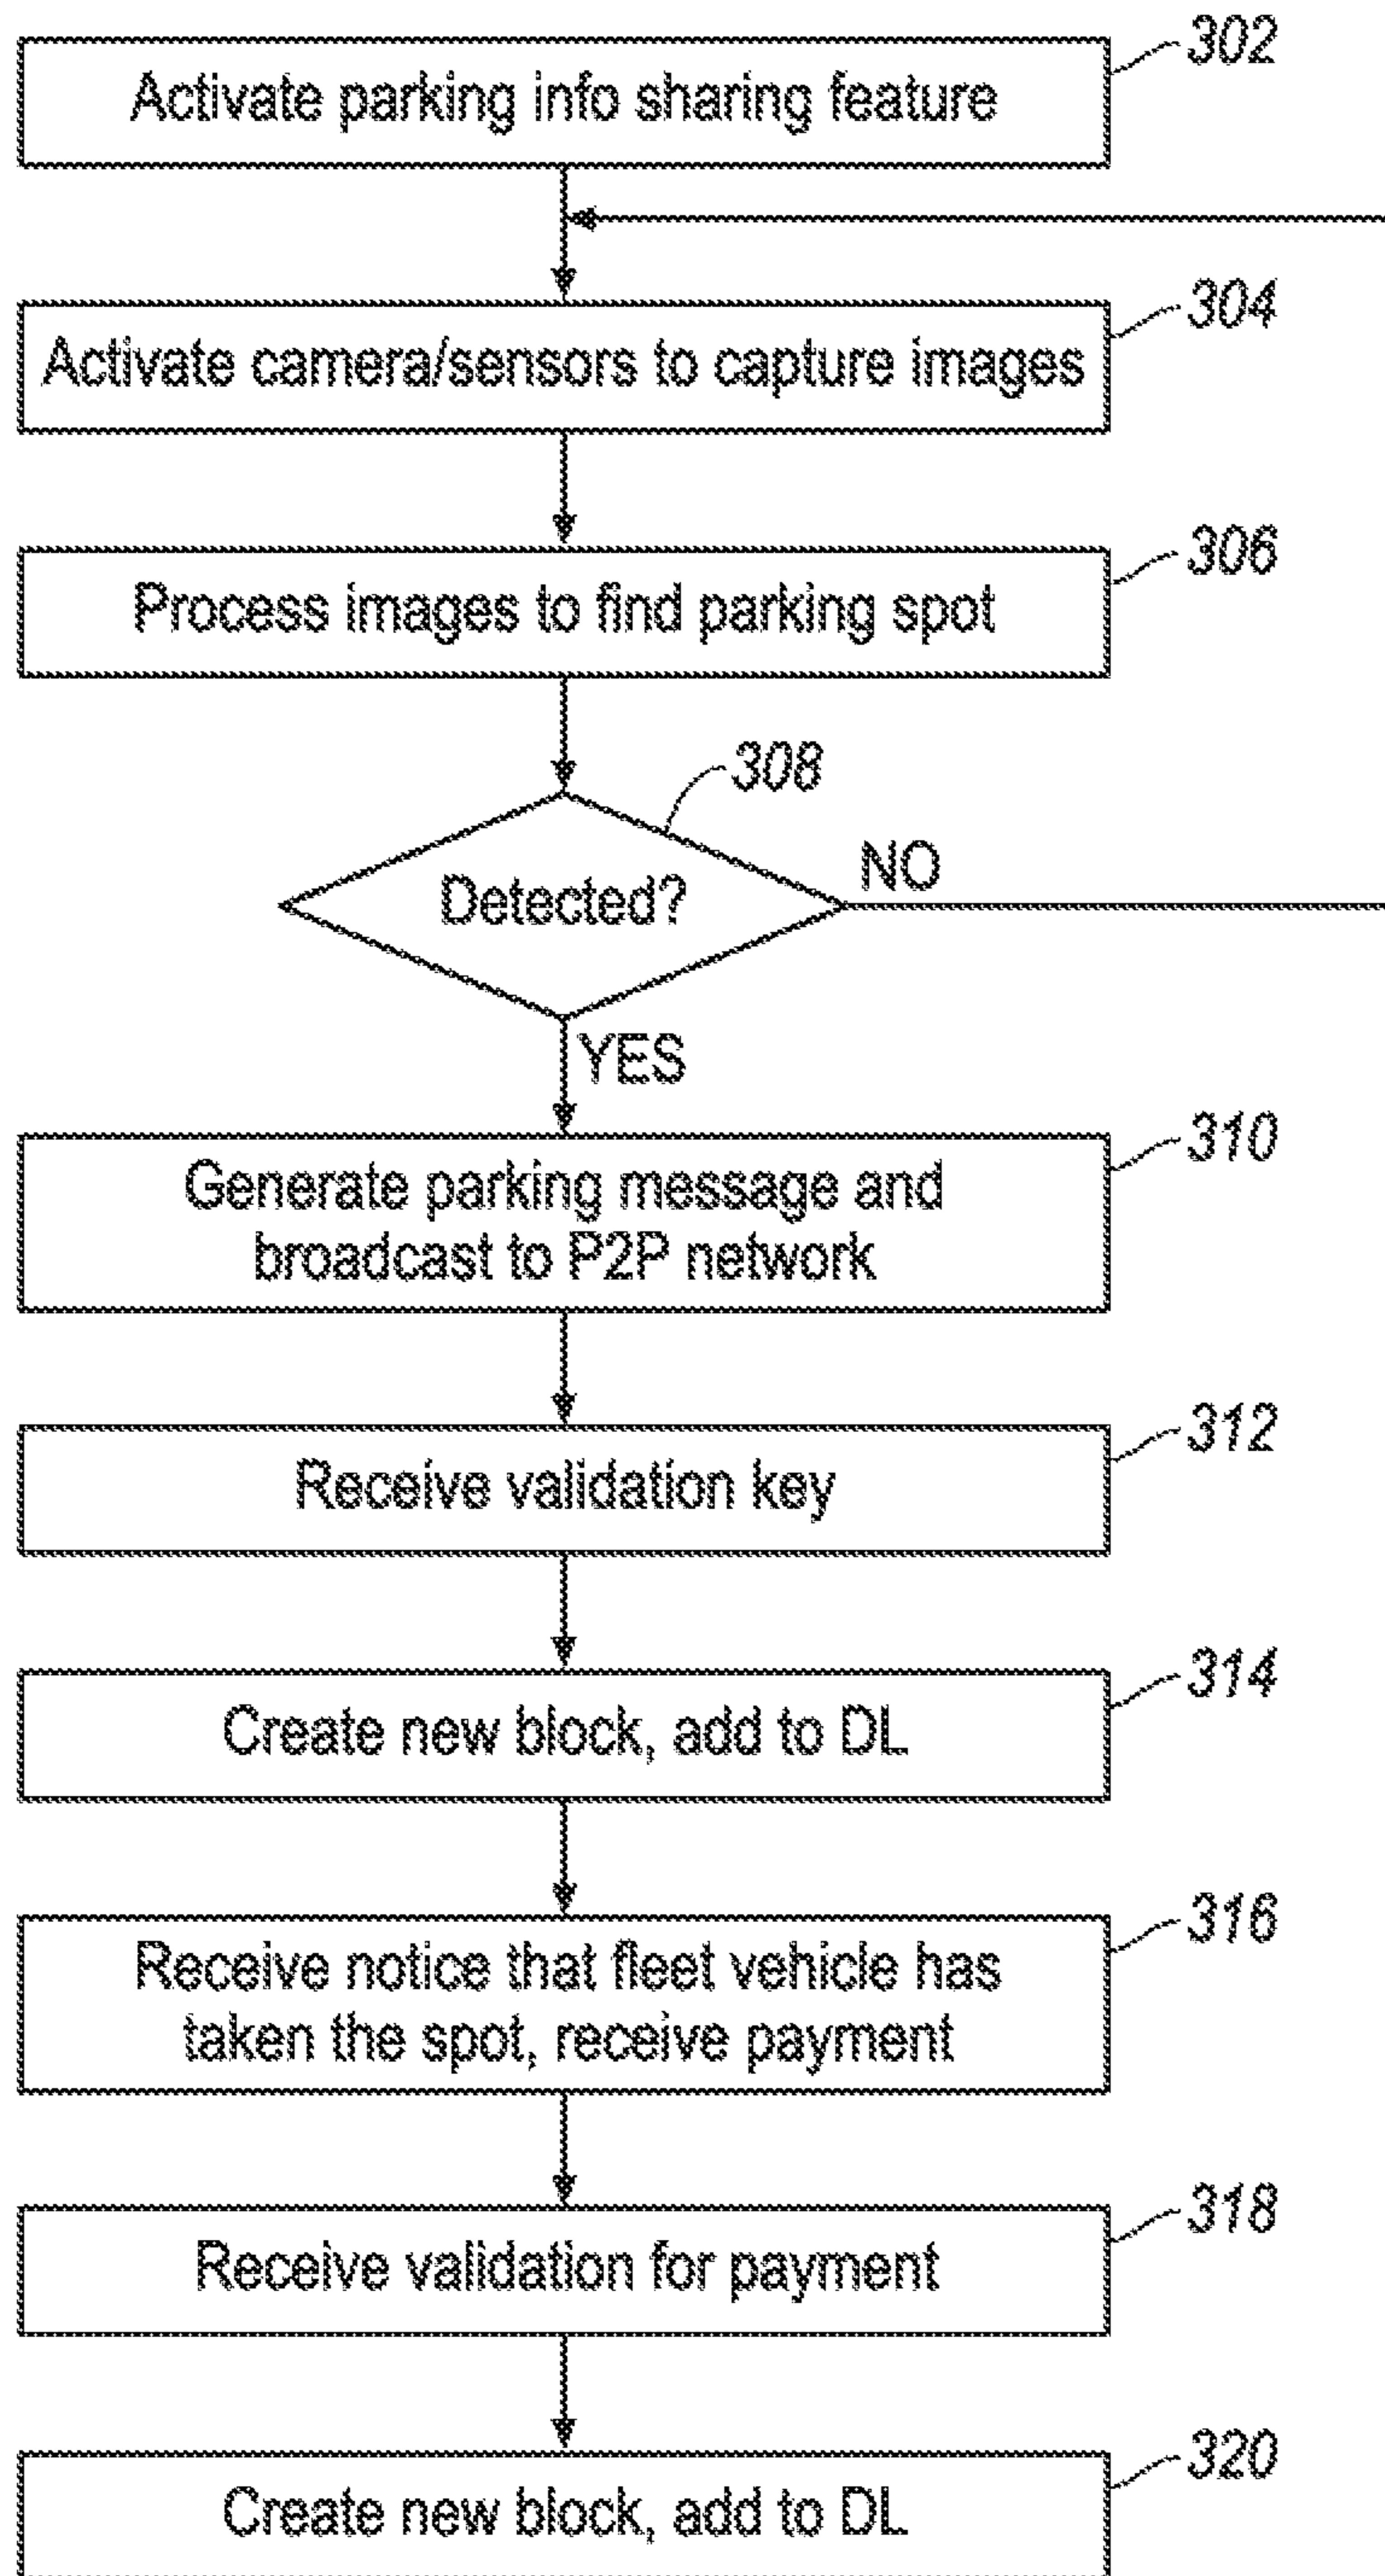 302
Activate parking info sharing feature
304
Activate camera/sensors to capture images
306
Process images to find parking spot
308
Detected?
NO
YES
310
Generate parking message and
broadcast to P2P network
312
Receive validation key
314
Create new block, add to DL
316
Receive notice that fleet vehicle has
taken the spot, receive payment
318
Receive validation for payment
320
Create new block, add to DL